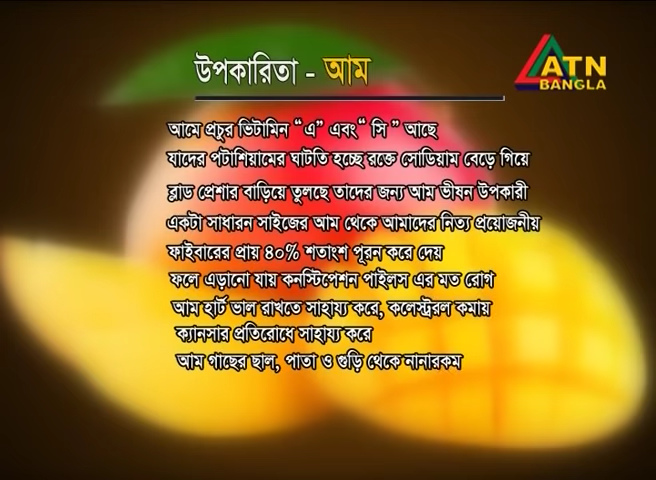 উপকারিতা - আম
ATN
BANGLA
আমে প্রচুর ভিটামিন “এ” এবং “ সি ” আছে
যাদের পটাশিয়ামের ঘাটতি হচ্ছে রক্তে সোডিয়াম বেড়ে গিয়ে
ব্লাড প্রেশার বাড়িয়ে তুলছে তাদের জন্য আম ভীষন উপকারী
একটা সাধারন সাইজের আম থেকে আমাদের নিত্য প্রয়োজনীয়
ফাইবারের প্রায় ৪০% শতাংশ পূরন করে দেয়
ফলে এড়ানো যায় কনস্টিপেশন পাইলস এর মত রোগ
আম হার্ট ভাল রাখতে সাহায্য করে, কলেস্ট্ররল কমায়
ক্যানসার প্রতিরোধে সাহায্য করে
আম গাছের ছাল, পাতা ও গুড়ি থেকে নানারকম